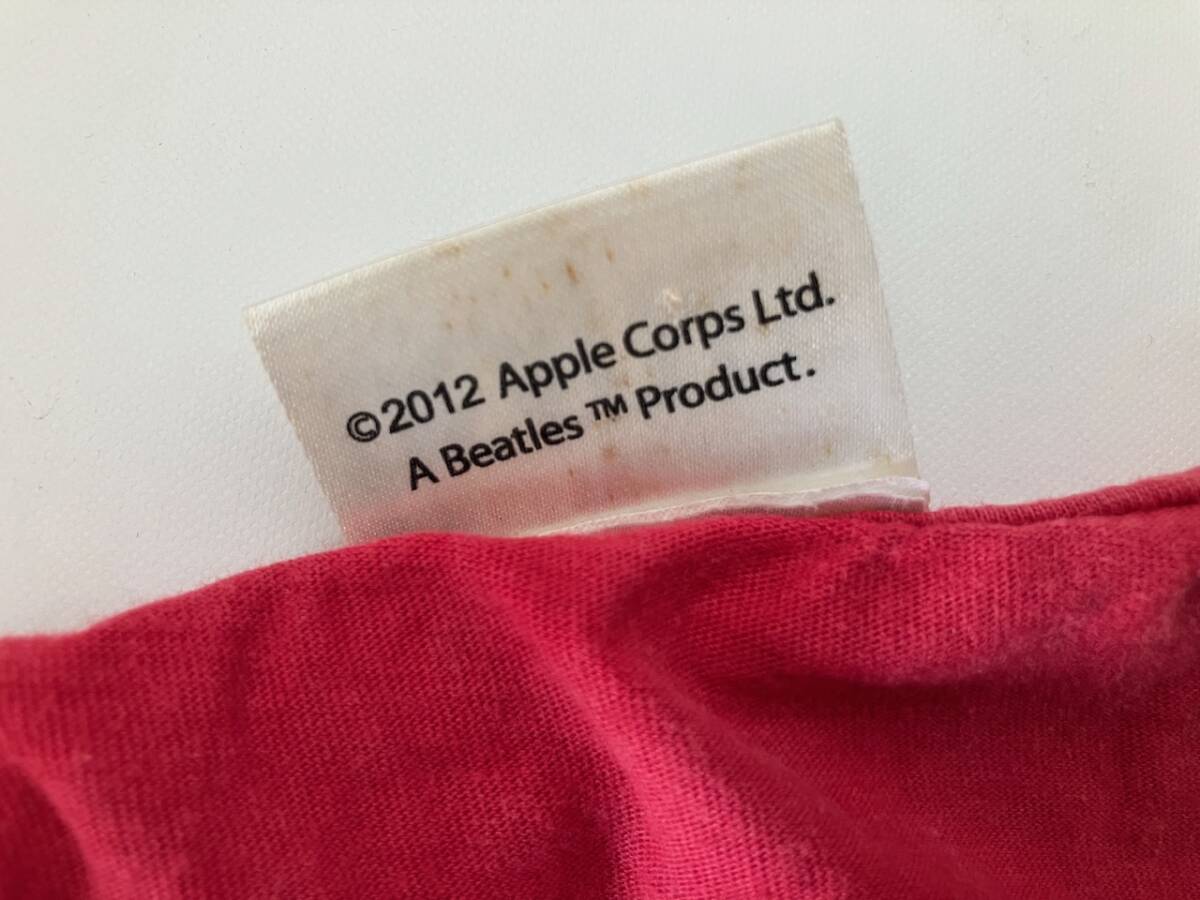 ©2012 Apple Corps Ltd.
A Beatles™ Product.